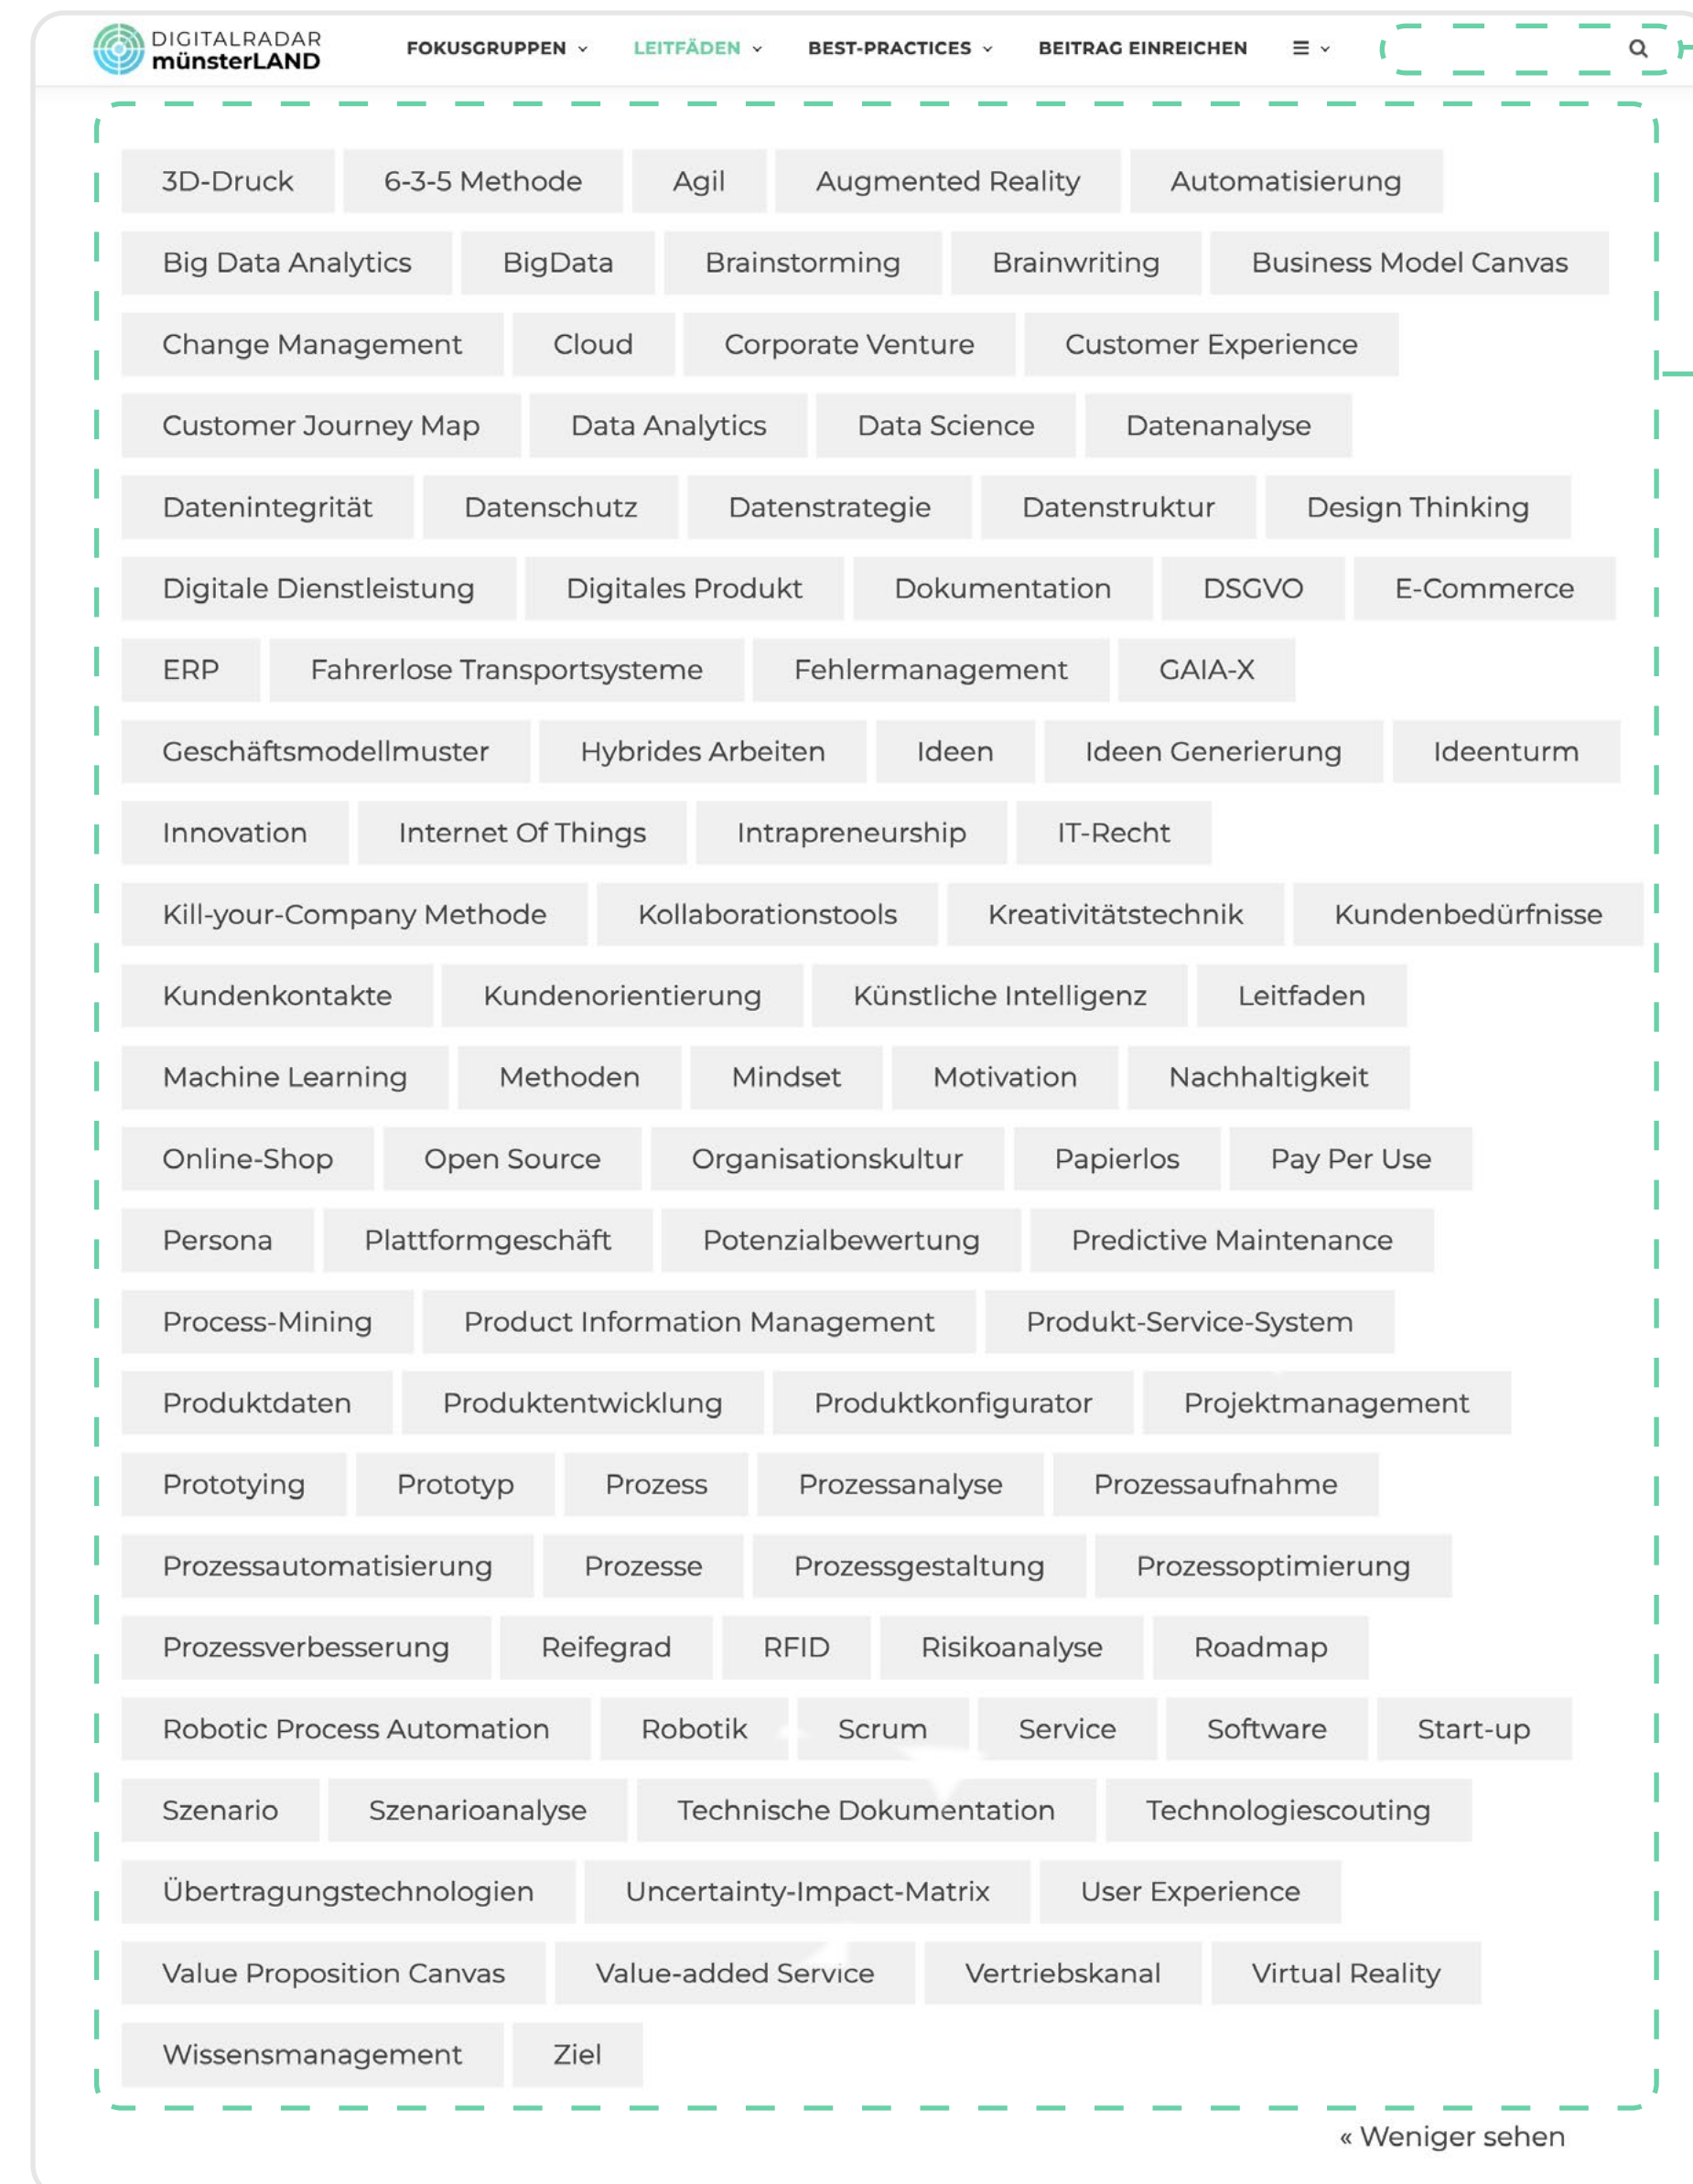 DIGITALRADAR
münsterLAND
FOKUSGRUPPEN LEITFÄDEN BEST-PRACTICES BEITRAG EINREICHEN
3D-Druck 6-3-5 Methode Agil Augmented Reality Automatisierung
Big Data Analytics BigData Brainstorming Brainwriting Business Model Canvas
Change Management Cloud Corporate Venture Customer Experience
Customer Journey Map Data Analytics Data Science Datenanalyse
Datenintegrität Datenschutz Datenstrategie Datenstruktur Design Thinking
Digitale Dienstleistung Digitales Produkt Dokumentation DSGVO E-Commerce
ERP Fahrerlose Transportsysteme Fehlermanagement GAIA-X
Geschäftsmodellmuster Hybrides Arbeiten Ideen Ideen Generierung Ideenturm
Innovation Internet Of Things Intrapreneurship IT-Recht
Kill-your-Company Methode Kollaborationstools Kreativitätstechnik Kundenbedürfnisse
Kundenkontakte Kundenorientierung Künstliche Intelligenz Leitfaden
Machine Learning Methoden Mindset Motivation Nachhaltigkeit
Online-Shop Open Source Organisationskultur Papierlos Pay Per Use
Persona Plattformgeschäft Potenzialbewertung Predictive Maintenance
Process-Mining Product Information Management Produkt-Service-System
Produktdaten Produktentwicklung Produktkonfigurator Projektmanagement
Prototying Prototyp Prozess Prozessanalyse Prozessaufnahme
Prozessautomatisierung Prozesse Prozessgestaltung Prozessoptimierung
Prozessverbesserung Reifegrad RFID Risikoanalyse Roadmap
Robotic Process Automation Robotik Scrum Service Software Start-up
Szenario Szenarioanalyse Technische Dokumentation Technologiescouting
Übertragungstechnologien Uncertainty-Impact-Matrix User Experience
Value Proposition Canvas Value-added Service Vertriebskanal Virtual Reality
Wissensmanagement Ziel
« Weniger sehen